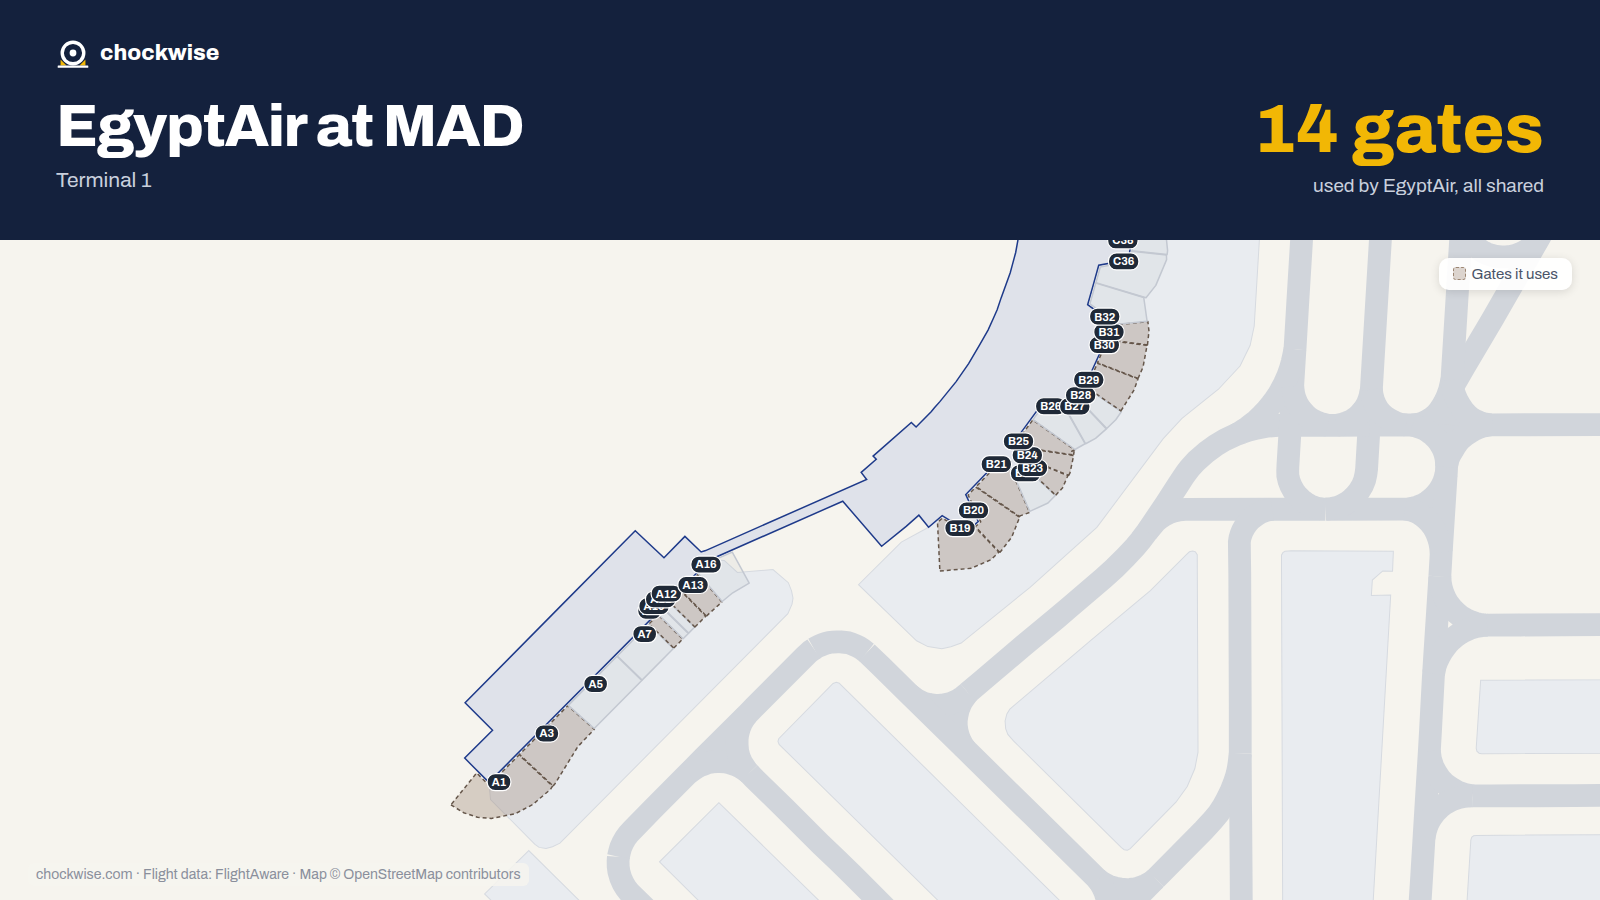 chockwise
EgyptAir at MAD
Terminal 1
14 gates
used by EgyptAir, all shared
Gates it uses
C38
C36
B32
B31
B30
B29
B28
B26
B27
B25
B24
B23
B21
B20
B19
A16
A13
A12
A7
A5
A3
A1
chockwise.com · Flight data: FlightAware · Map © OpenStreetMap contributors